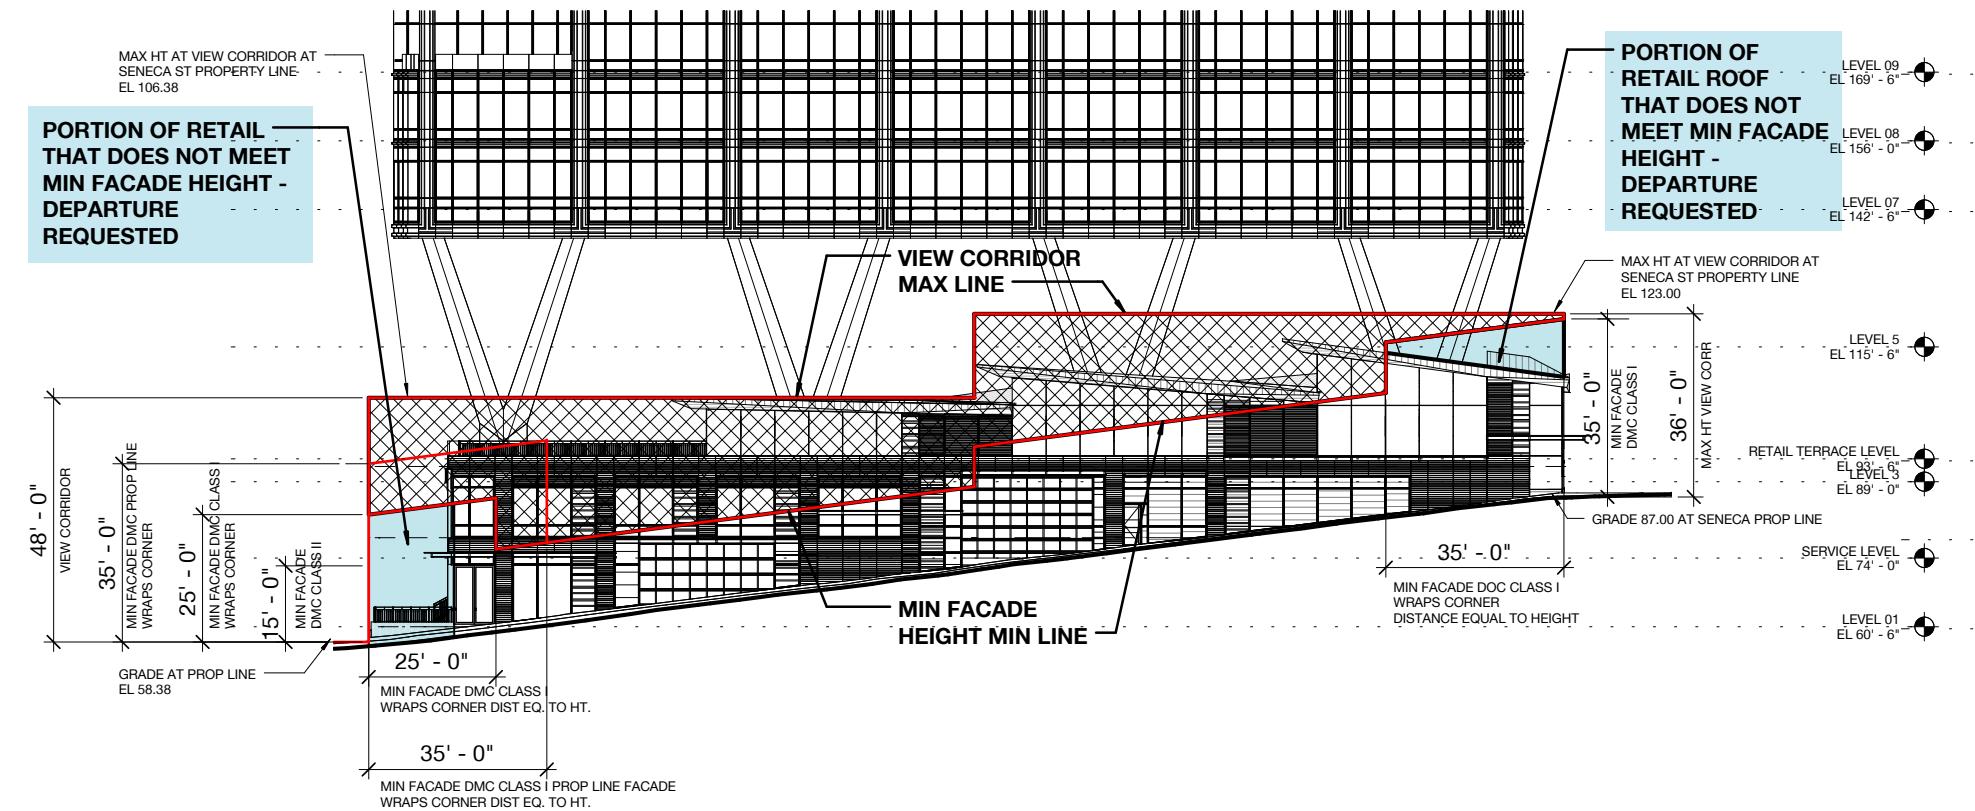 MAX HT AT VIEW CORRIDOR AT
SENECA ST PROPERTY LINE
EL 106.38
PORTION OF RETAIL
THAT DOES NOT MEET
MIN FACADE HEIGHT -
DEPARTURE
REQUESTED
PORTION OF
RETAIL ROOF
THAT DOES NOT
MEET MIN FACADE
HEIGHT -
DEPARTURE
REQUESTED
LEVEL 09
EL 169' - 6"
LEVEL 08
EL 156' - 0"
LEVEL 07
EL 142' - 6"
VIEW CORRIDOR
MAX LINE
MAX HT AT VIEW CORRIDOR AT
SENECA ST PROPERTY LINE
EL 123.00
LEVEL 5
EL 115' - 6"
RETAIL TERRACE LEVEL
EL 93' - 6"
LEVEL 3
EL 89' - 0"
SERVICE LEVEL
EL 74' - 0"
LEVEL 01
EL 60' - 6"
48' - 0"
VIEW CORRIDOR
35' - 0"
MIN FACADE DMC PROP LINE
WRAPS CORNER
25' - 0"
MIN FACADE DMC CLASS I
WRAPS CORNER
15' - 0"
MIN FACADE
DMC CLASS II
35' - 0"
MIN FACADE
DMC CLASS I
36' - 0"
MAX HT VIEW CORR
GRADE 87.00 AT SENECA PROP LINE
35' - 0"
MIN FACADE DOC CLASS I
WRAPS CORNER
DISTANCE EQUAL TO HEIGHT
MIN FACADE
HEIGHT MIN LINE
GRADE AT PROP LINE
EL 58.38
25' - 0"
MIN FACADE DMC CLASS I
WRAPS CORNER DIST EQ. TO HT.
35' - 0"
MIN FACADE DMC CLASS I PROP LINE FACADE
WRAPS CORNER DIST EQ. TO HT.